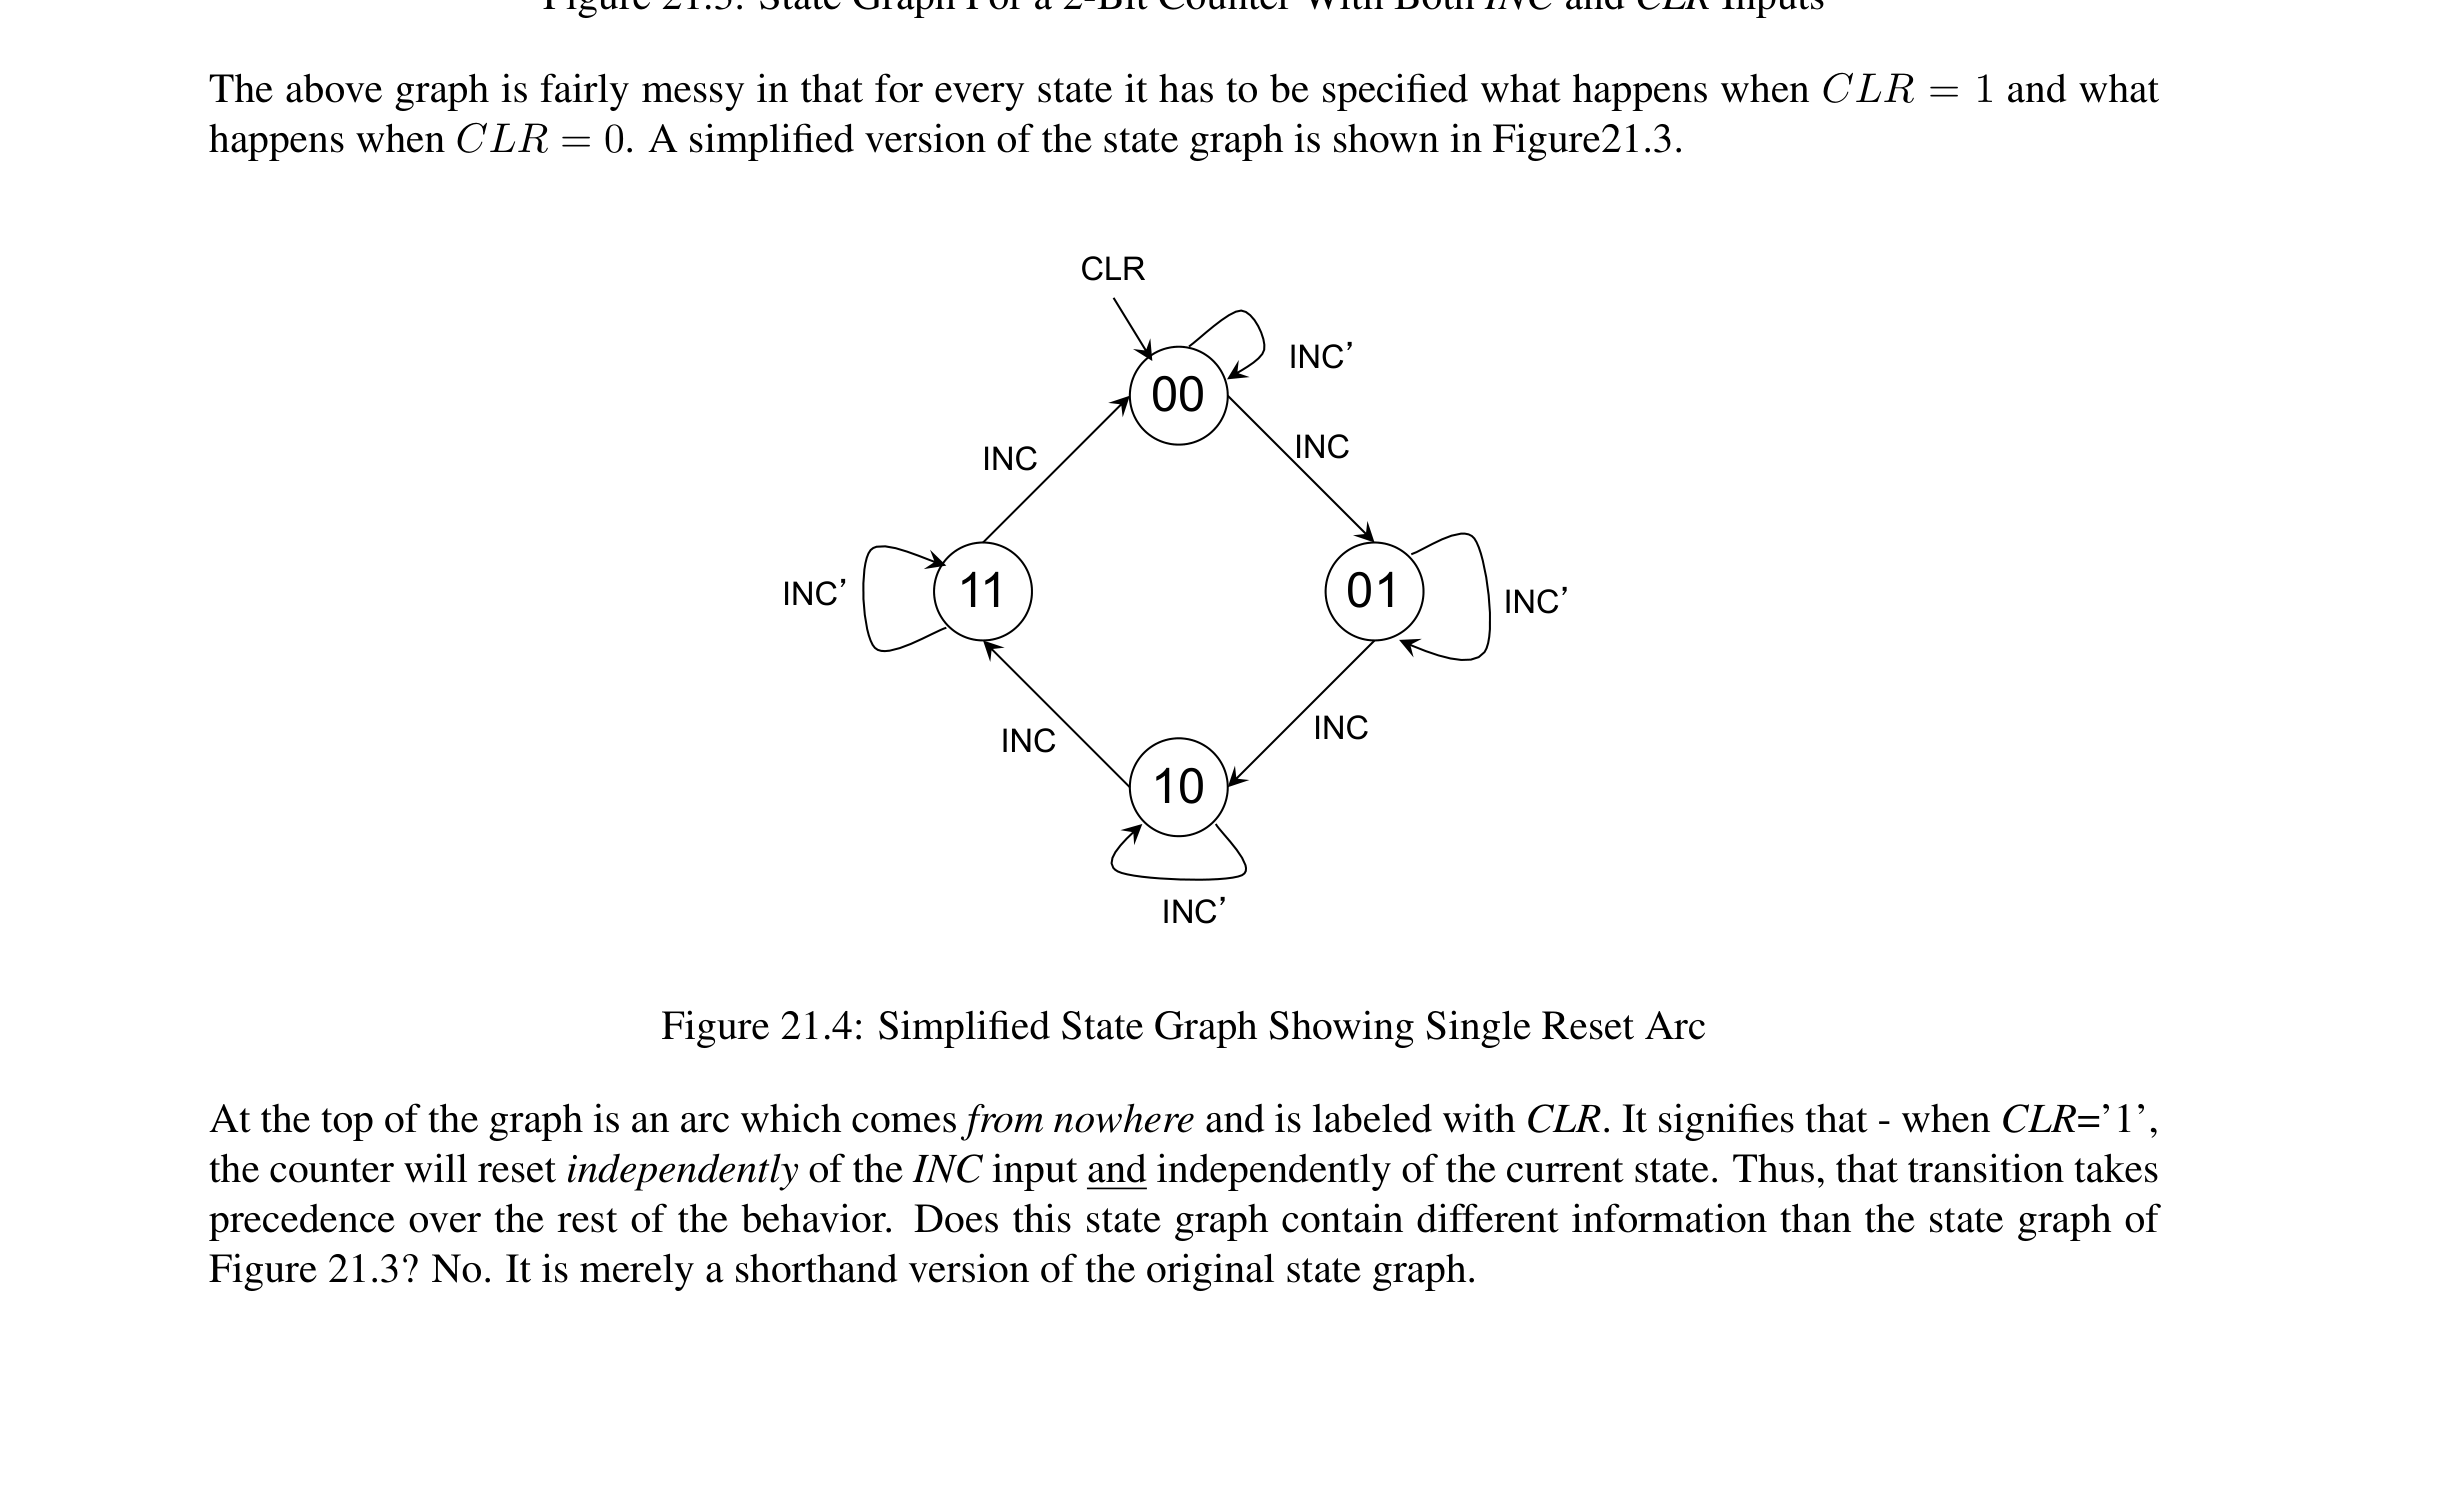 Figure 21.3: State Graph For a 2-Bit Counter With Both INC and CLR Inputs
The above graph is fairly messy in that for every state it has to be specified what happens when CLR = 1 and what
happens when CLR = 0. A simplified version of the state graph is shown in Figure21.3.
CLR
INC’
00
INC
INC
INC’
11
01
INC’
INC
INC
10
INC’
Figure 21.4: Simplified State Graph Showing Single Reset Arc
At the top of the graph is an arc which comes from nowhere and is labeled with CLR. It signifies that - when CLR=’1’,
the counter will reset independently of the INC input and independently of the current state. Thus, that transition takes
precedence over the rest of the behavior. Does this state graph contain different information than the state graph of
Figure 21.3? No. It is merely a shorthand version of the original state graph.